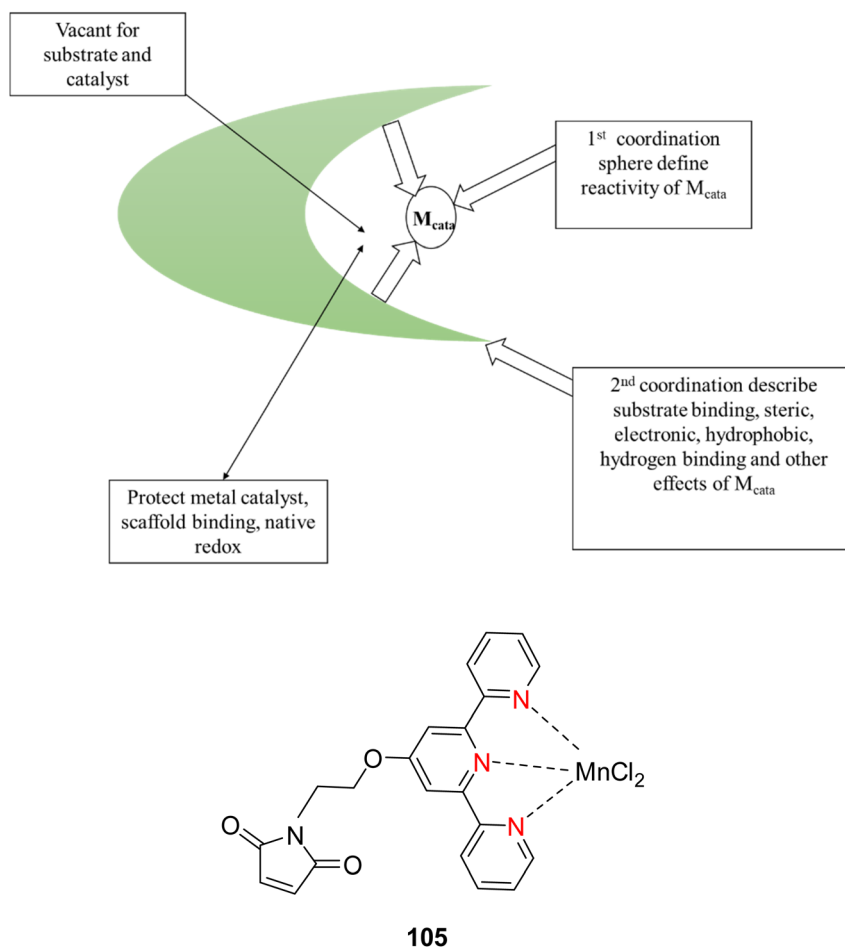 Vacant for
substrate and
catalyst
1st coordination
sphere define
reactivity of Mcata
Mcata
2nd coordination describe
substrate binding, steric,
electronic, hydrophobic,
hydrogen binding and other
effects of Mcata
Protect metal catalyst,
scaffold binding, native
redox
N
O
N
MnCl2
O
N
N
O
105